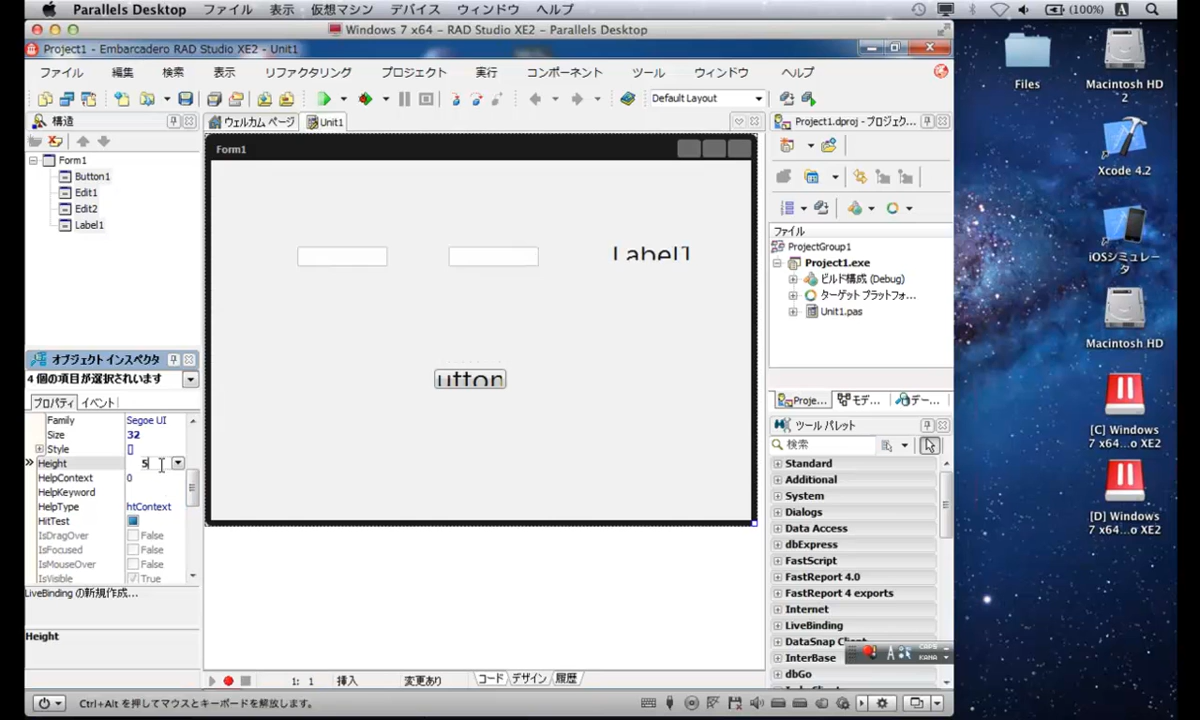 Parallels Desktop ファイル 表示 仮想マシン デバイス ウィンドウ ヘルプ (100%) A
Windows 7 x64 – RAD Studio XE2 – Parallels Desktop
Project1 - Embarcadero RAD Studio XE2 - Unit1
ファイル 編集 検索 表示 リファクタリング プロジェクト 実行 コンポーネント ツール ウィンドウ ヘルプ
Default Layout
構造
Form1
Button1
Edit1
Edit2
Label1
ウェルカム ページ Unit1
Form1
Label1
utton
オブジェクト インスペクタ
4 個の項目が選択されています
プロパティ イベント
Family Segoe UI
Size 32
Style []
Height 5
HelpContext 0
HelpKeyword
HelpType htContext
HitTest
IsDragOver False
IsFocused False
IsMouseOver False
IsVisible True
LiveBinding の新規作成...
Height
1: 1 挿入 変更あり コード デザイン 履歴
Project1.dproj - プロジェク...
ファイル
ProjectGroup1
Project1.exe
ビルド構成 (Debug)
ターゲット プラットフォ...
Unit1.pas
Proje... モデ... デー...
ツール パレット
検索
Standard
Additional
System
Dialogs
Data Access
dbExpress
FastScript
FastReport 4.0
FastReport 4 exports
Internet
LiveBinding
DataSnap Client
InterBase
dbGo
A CAPS
KANA
Ctrl+Alt を押してマウスとキーボードを解放します。
Files
Macintosh HD
2
Xcode 4.2
iOSシミュレー
タ
Macintosh HD
[C] Windows
7 x64...o XE2
[D] Windows
7 x64...o XE2